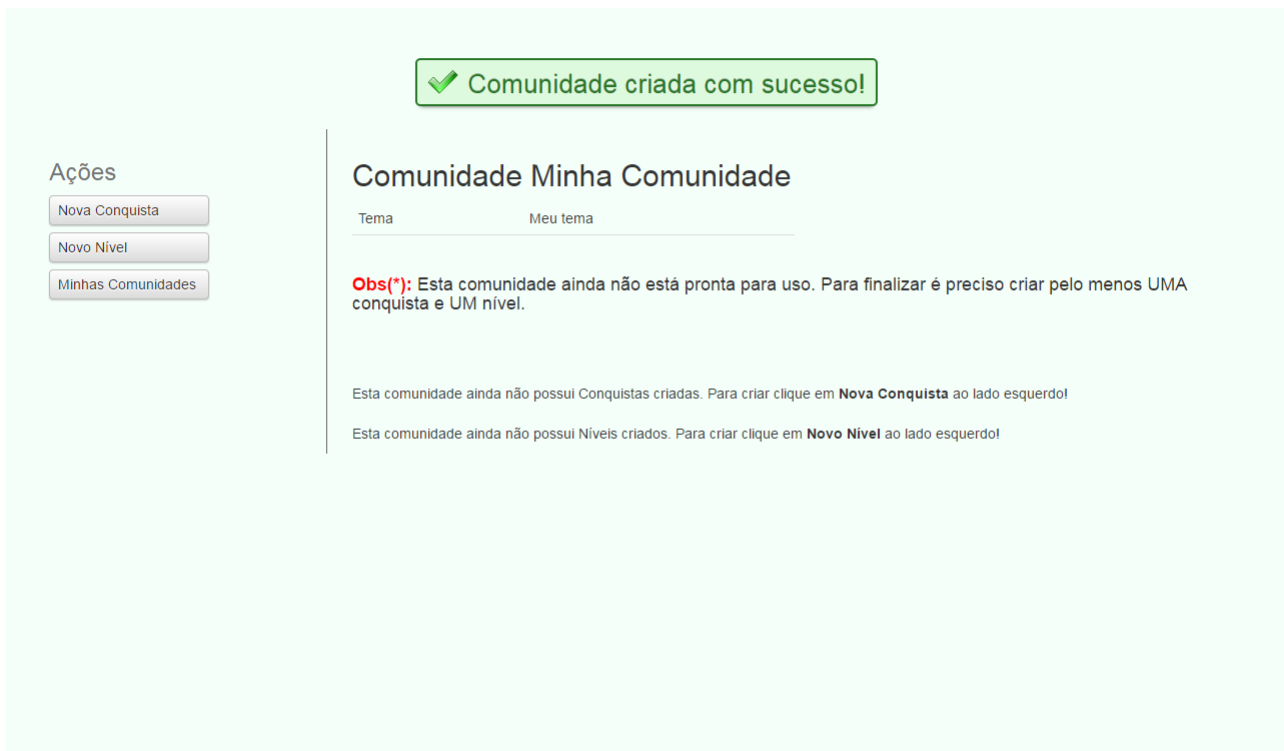 Comunidade criada com sucesso!
Ações
Nova Conquista
Novo Nível
Minhas Comunidades
Comunidade Minha Comunidade
Tema Meu tema
Obs(*): Esta comunidade ainda não está pronta para uso. Para finalizar é preciso criar pelo menos UMA
conquista e UM nível.
Esta comunidade ainda não possui Conquistas criadas. Para criar clique em Nova Conquista ao lado esquerdo!
Esta comunidade ainda não possui Níveis criados. Para criar clique em Novo Nível ao lado esquerdo!